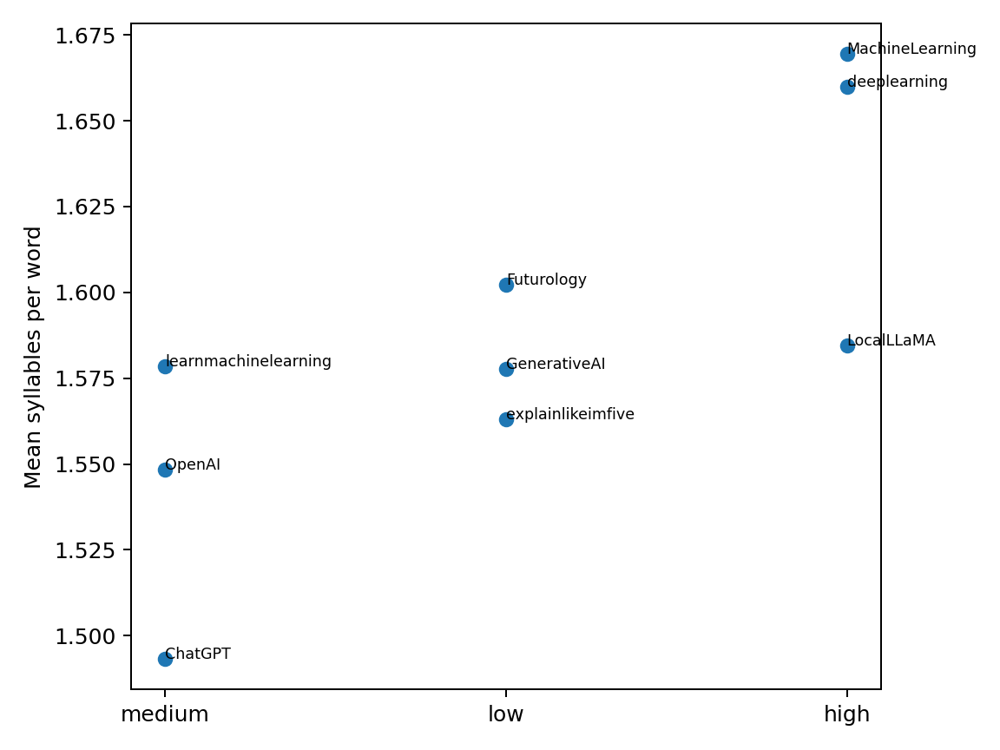 1.675
MachineLearning
deeplearning
1.650
1.625
Futurology
1.600
LocalLLaMA
learnmachinelearning
GenerativeAI
1.575
explainlikeimfive
OpenAI
1.550
1.525
ChatGPT
1.500
Mean syllables per word
medium
low
high